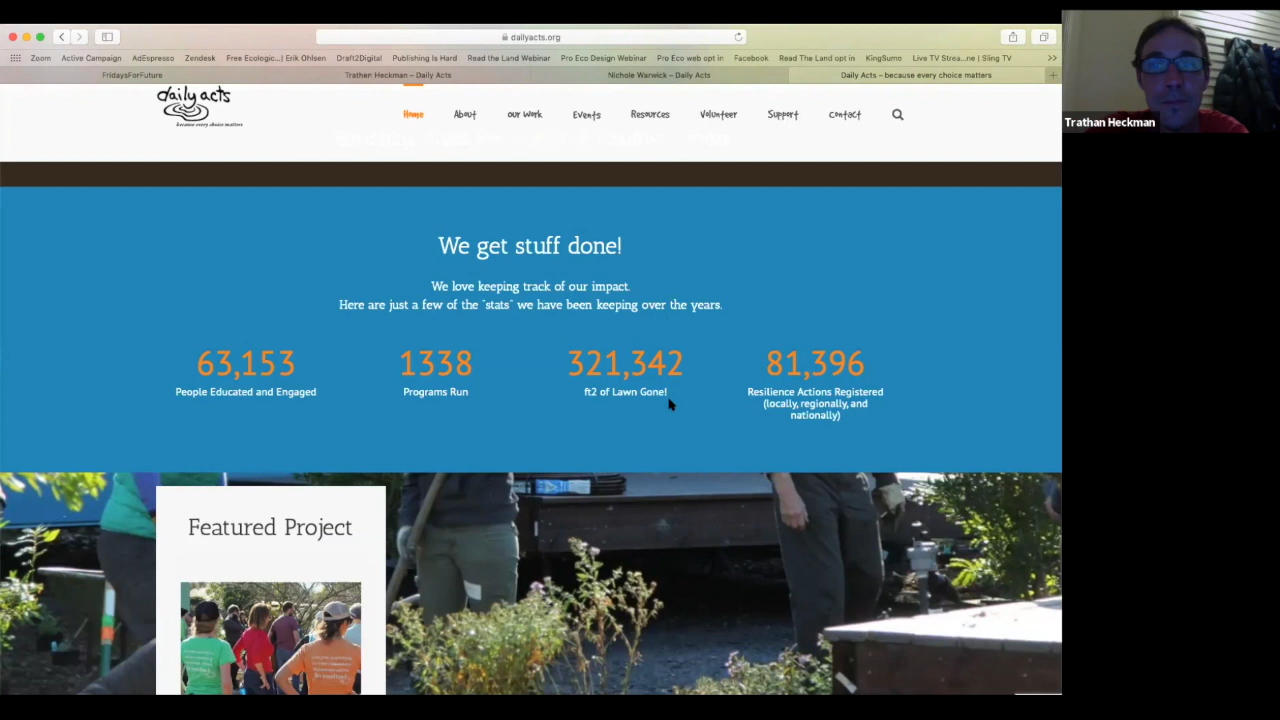 dailyacts.org
Zoom Active Campaign AdEspresso Zendesk Free Ecologic...| Erik Ohlsen Draft2Digital Publishing Is Hard Read the Land Webinar Pro Eco Design Webinar Pro Eco web opt in Facebook Read The Land opt in KingSumo Live TV Strea...ne | Sling TV >>
FridaysForFuture Trathen Heckman – Daily Acts Nichole Warwick – Daily Acts Daily Acts – because every choice matters
daily acts
because every choice matters
Home About our work Events Resources Volunteer Support Contact
Trathan Heckman
We get stuff done!
We love keeping track of our impact.
Here are just a few of the "stats" we have been keeping over the years.
63,153 1338 321,342 81,396
People Educated and Engaged Programs Run ft2 of Lawn Gone! Resilience Actions Registered
(locally, regionally, and
nationally)
Featured Project